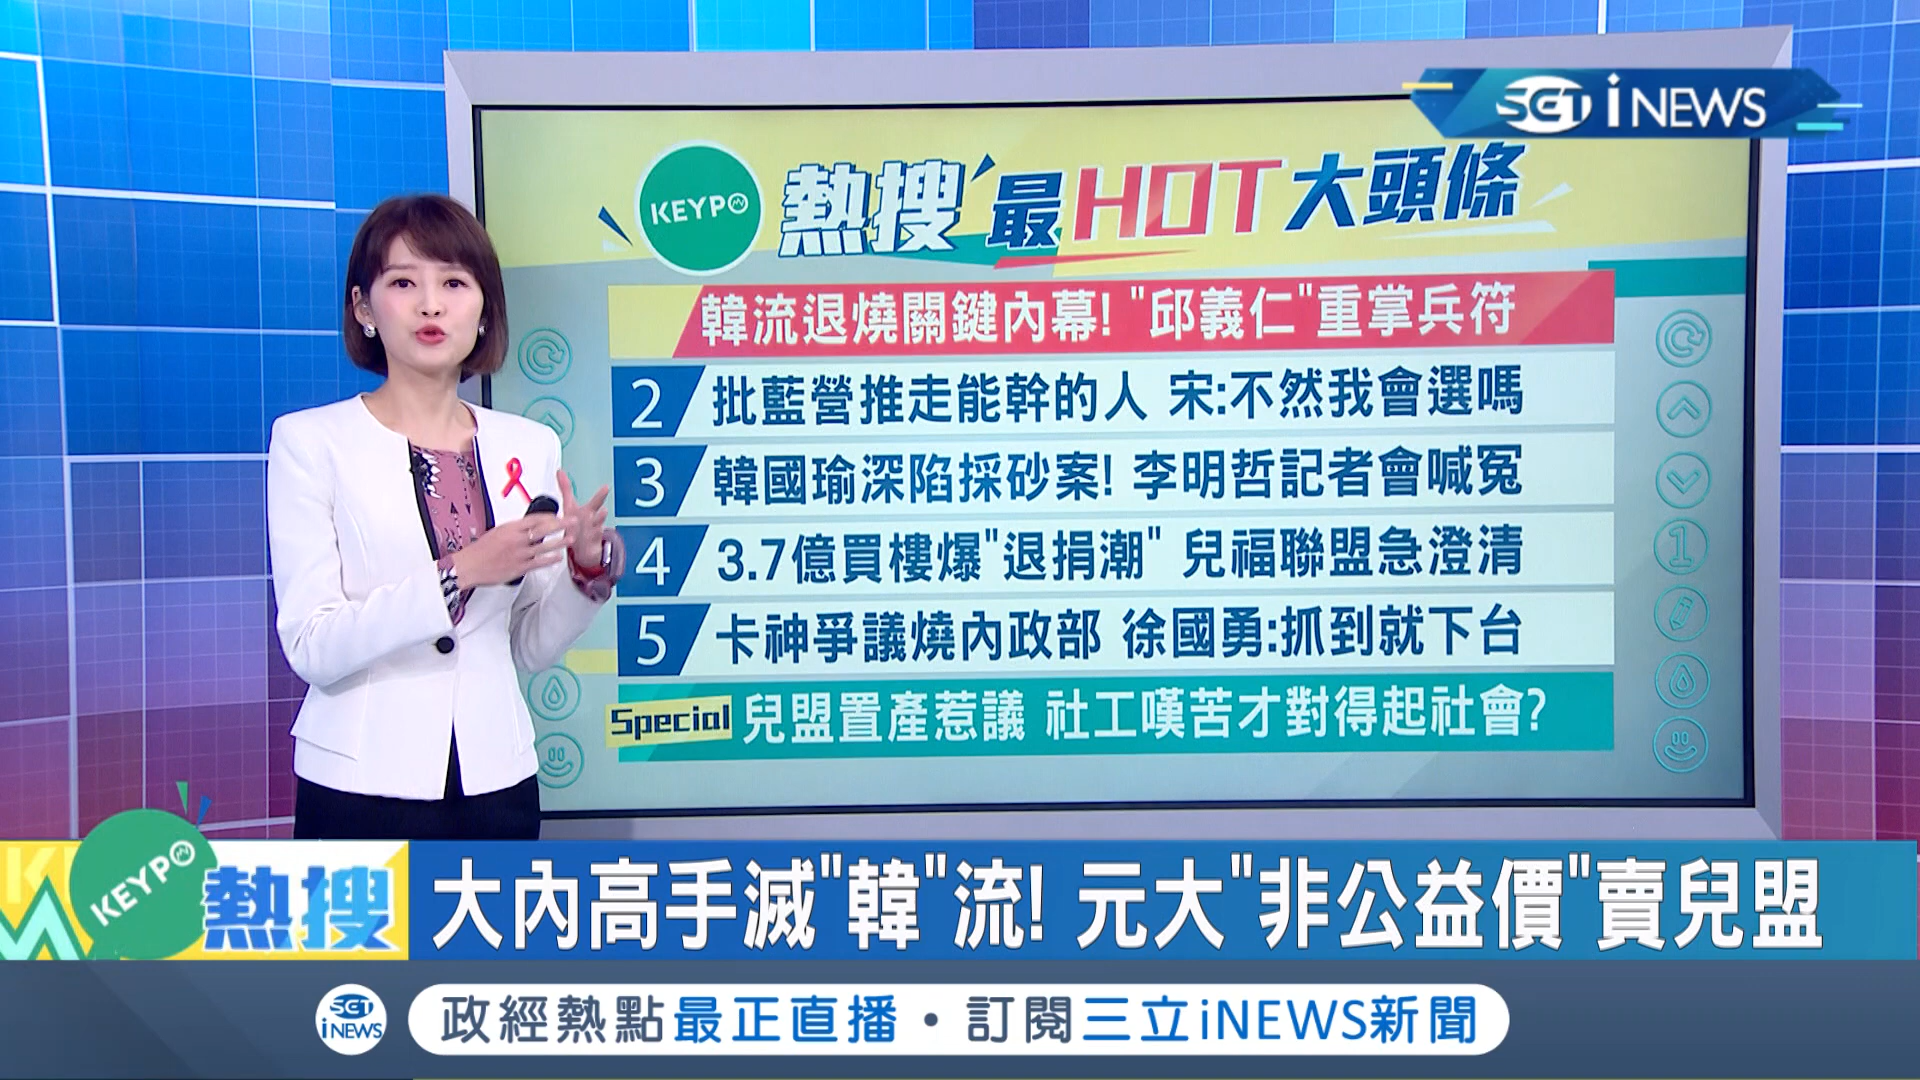 SET iNEWS
KEYPO 熱搜 最HOT大頭條
韓流退燒關鍵內幕! "邱義仁"重掌兵符
2 批藍營推走能幹的人 宋:不然我會選嗎
3 韓國瑜深陷採砂案! 李明哲記者會喊冤
4 3.7億買樓爆"退捐潮" 兒福聯盟急澄清
5 卡神爭議燒內政部 徐國勇:抓到就下台
Special 兒盟置產惹議 社工嘆苦才對得起社會?
KEYPO 熱搜 大內高手滅"韓"流! 元大"非公益價"賣兒盟
SET iNEWS 政經熱點最正直播・訂閱三立iNEWS新聞